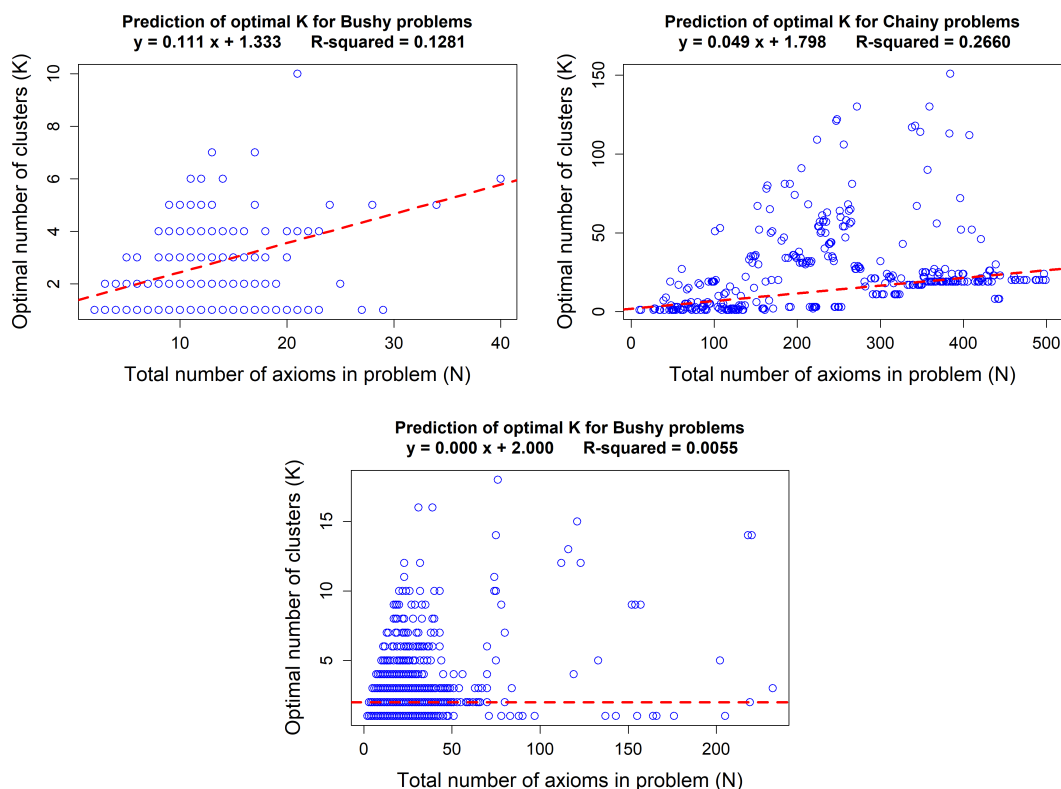 Prediction of optimal K for Bushy problems
y = 0.111 x + 1.333 R-squared = 0.1281
Optimal number of clusters (K)
10
8
6
4
2
10
20
30
40
Total number of axioms in problem (N)
Prediction of optimal K for Chainy problems
y = 0.049 x + 1.798 R-squared = 0.2660
Optimal number of clusters (K)
150
100
50
0
0
100
200
300
400
500
Total number of axioms in problem (N)
Prediction of optimal K for Bushy problems
y = 0.000 x + 2.000 R-squared = 0.0055
Optimal number of clusters (K)
15
10
5
0
50
100
150
200
Total number of axioms in problem (N)